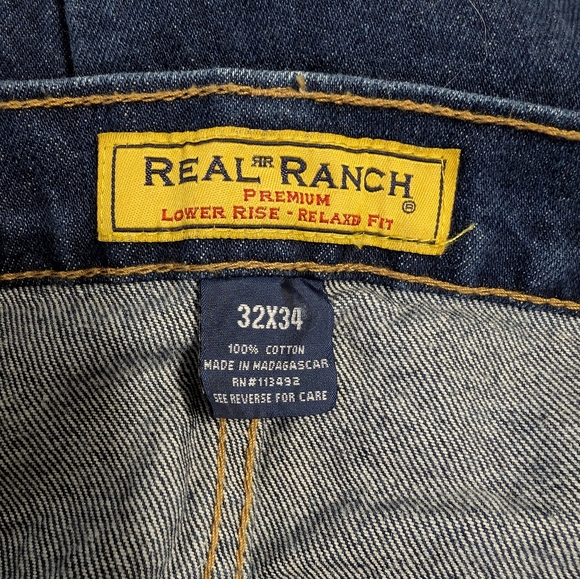 REAL RR RANCH®
PREMIUM
LOWER RISE - RELAXD FIT
32X34
100% COTTON
MADE IN MADAGASCAR
RN#113492
SEE REVERSE FOR CARE